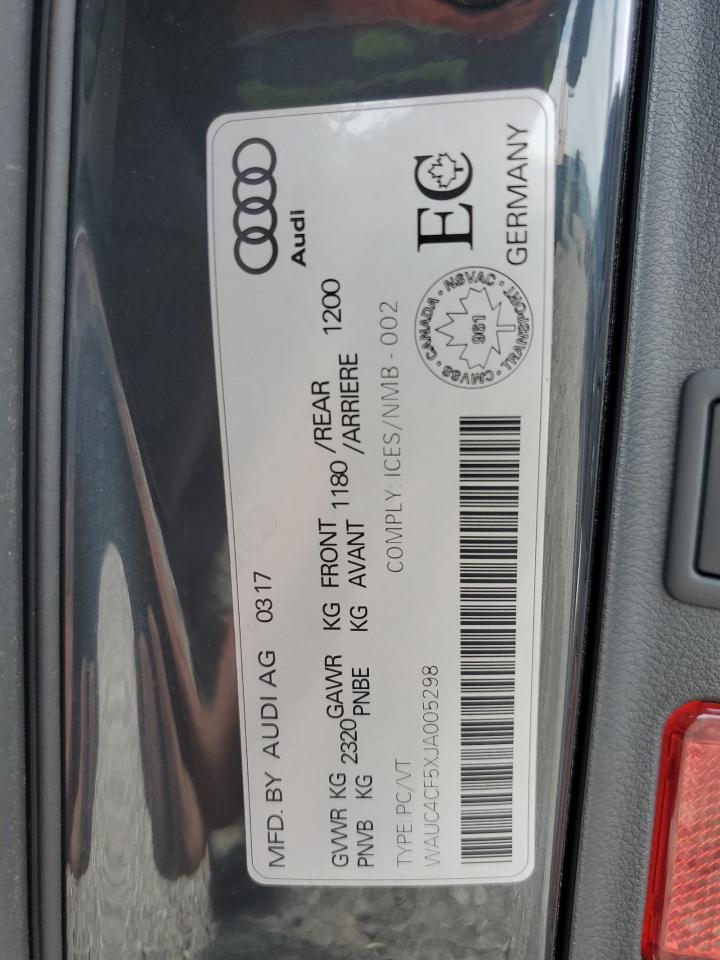 MFD. BY AUDI AG 0317
Audi
GVWR KG 2320 GAWR KG FRONT 1180 /REAR 1200
PNVB KG PNBE KG AVANT /ARRIERE
TYPE: PC/VT COMPLY: ICES/NMB - 002
WAUC4CF5XJA005298
CMVSS · CANADA · NSVAC · TRANSPORT ·
961
EC
GERMANY